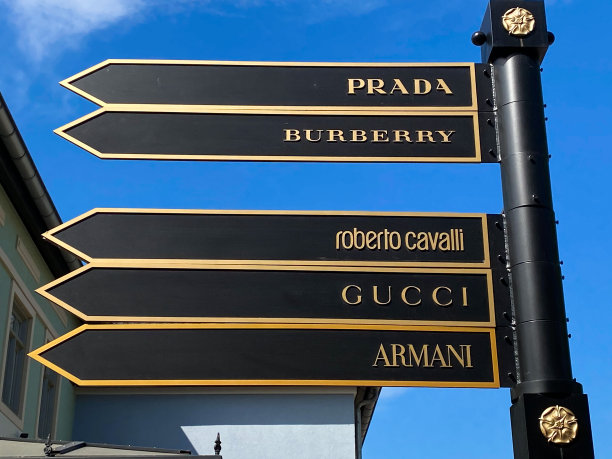 PRADA
BURBERRY
roberto cavalli
GUCCI
ARMANI